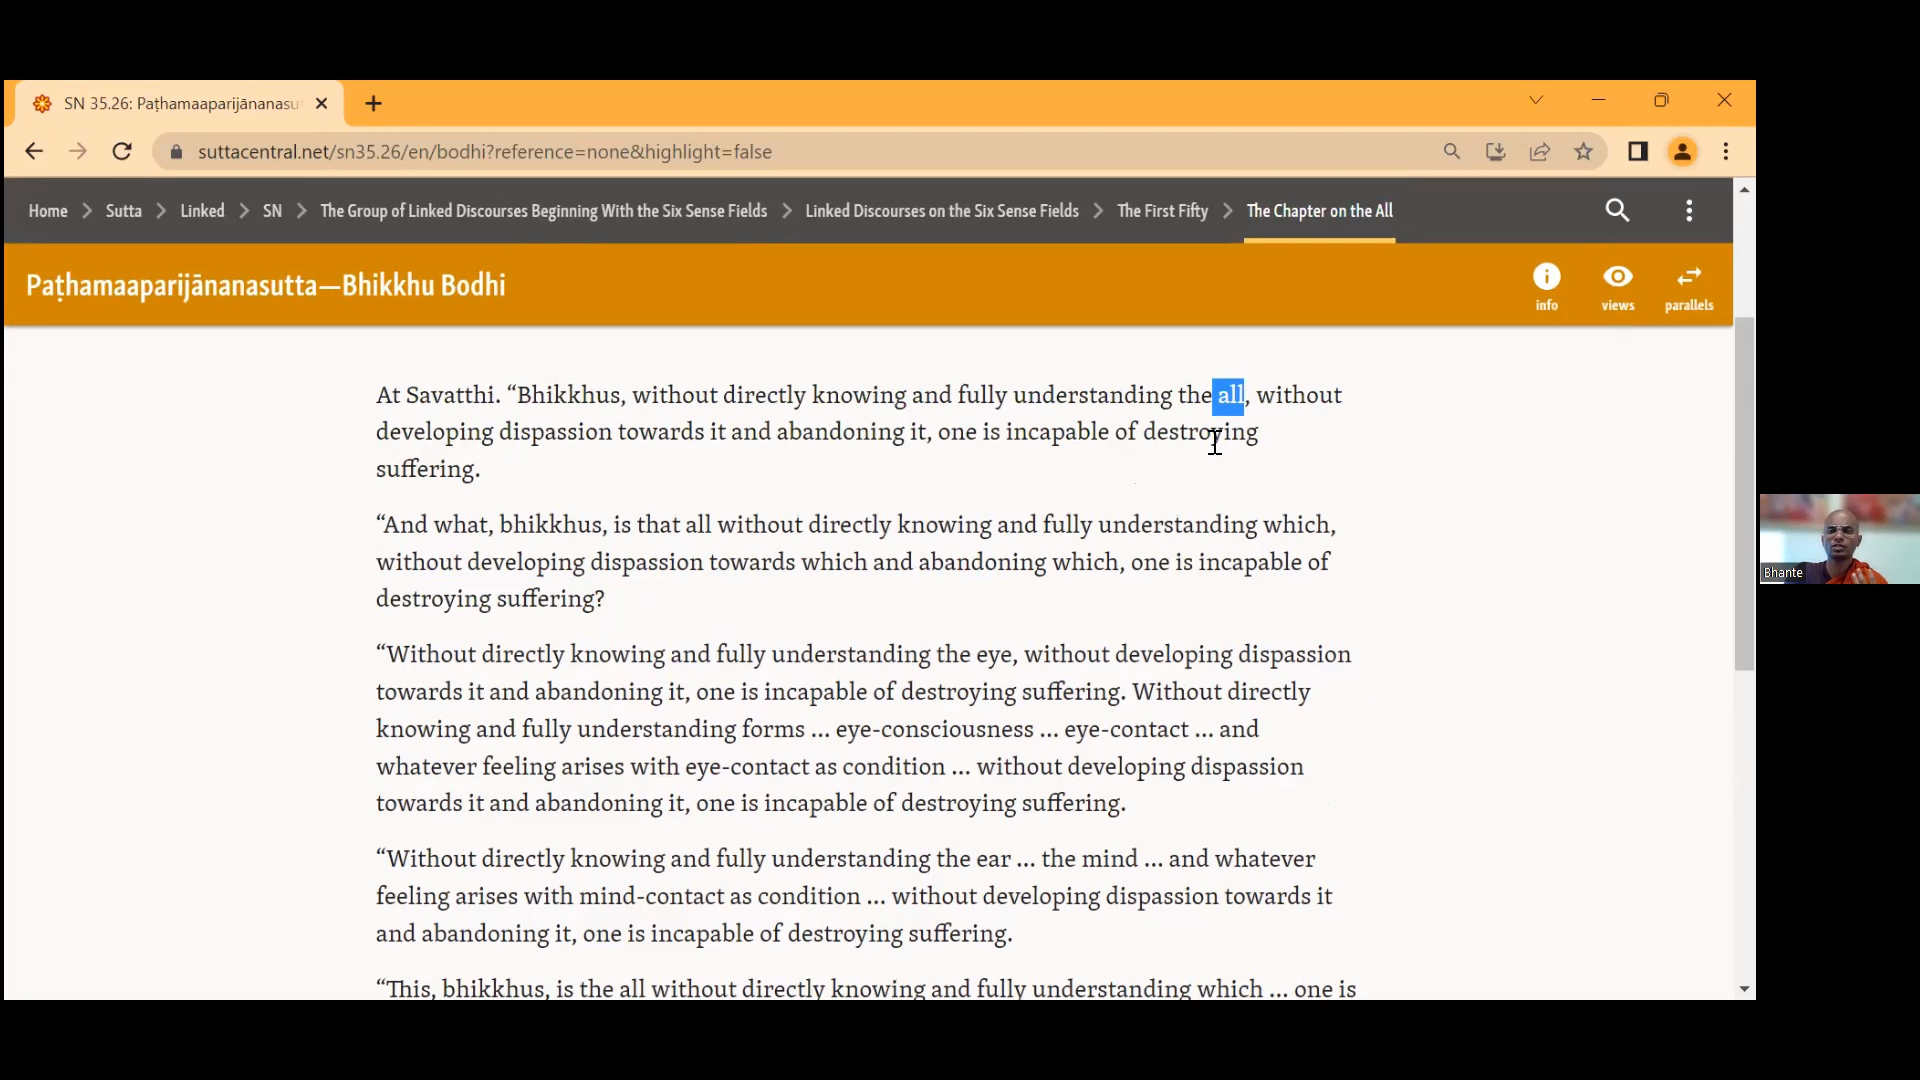 SN 35.26: Paṭhamaaparijānanasu
suttacentral.net/sn35.26/en/bodhi?reference=none&highlight=false
Home > Sutta > Linked > SN > The Group of Linked Discourses Beginning With the Six Sense Fields > Linked Discourses on the Six Sense Fields > The First Fifty > The Chapter on the All
Paṭhamaaparijānanasutta—Bhikkhu Bodhi
info views parallels
At Savatthi. “Bhikkhus, without directly knowing and fully understanding the all, without
developing dispassion towards it and abandoning it, one is incapable of destroying
suffering.
“And what, bhikkhus, is that all without directly knowing and fully understanding which,
without developing dispassion towards which and abandoning which, one is incapable of
destroying suffering?
“Without directly knowing and fully understanding the eye, without developing dispassion
towards it and abandoning it, one is incapable of destroying suffering. Without directly
knowing and fully understanding forms … eye-consciousness … eye-contact … and
whatever feeling arises with eye-contact as condition … without developing dispassion
towards it and abandoning it, one is incapable of destroying suffering.
“Without directly knowing and fully understanding the ear … the mind … and whatever
feeling arises with mind-contact as condition … without developing dispassion towards it
and abandoning it, one is incapable of destroying suffering.
“This, bhikkhus, is the all without directly knowing and fully understanding which … one is
Bhante